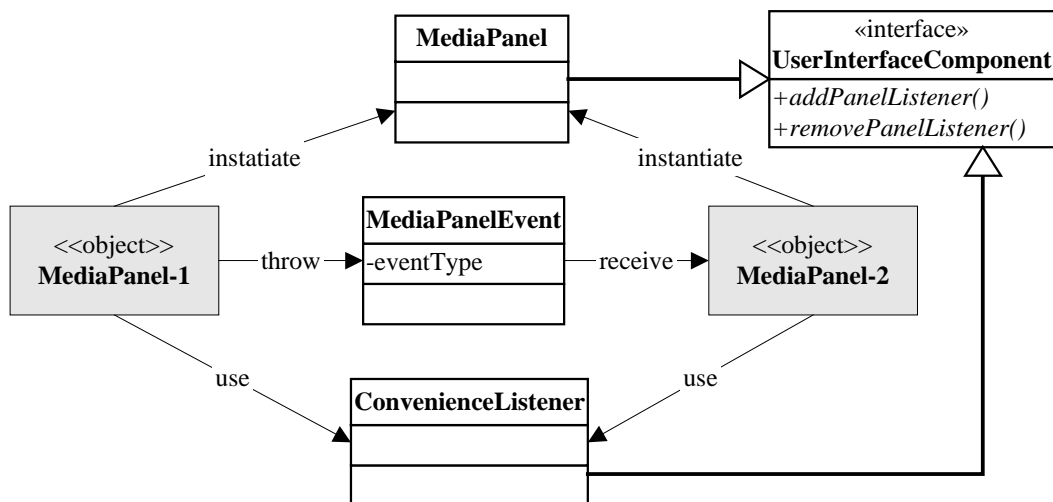 MediaPanel
«interface»
UserInterfaceComponent
+addPanelListener()
+removePanelListener()
instatiate
instantiate
<<object>>
MediaPanel-1
throw
MediaPanelEvent
-eventType
receive
<<object>>
MediaPanel-2
use
use
ConvenienceListener